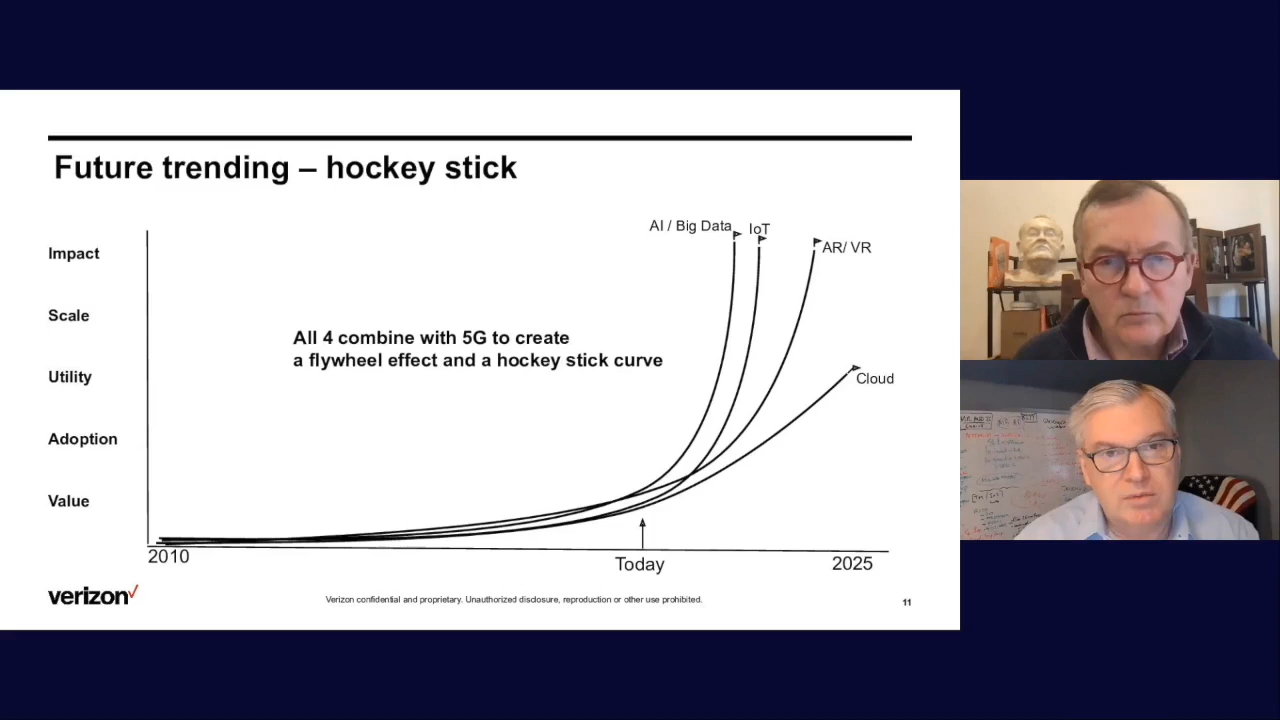 Future trending – hockey stick
AI / Big Data
IoT
AR/ VR
Impact
Scale
All 4 combine with 5G to create
a flywheel effect and a hockey stick curve
Utility
Cloud
Adoption
Value
2010
Today
2025
verizon
Verizon confidential and proprietary. Unauthorized disclosure, reproduction or other use prohibited.
11